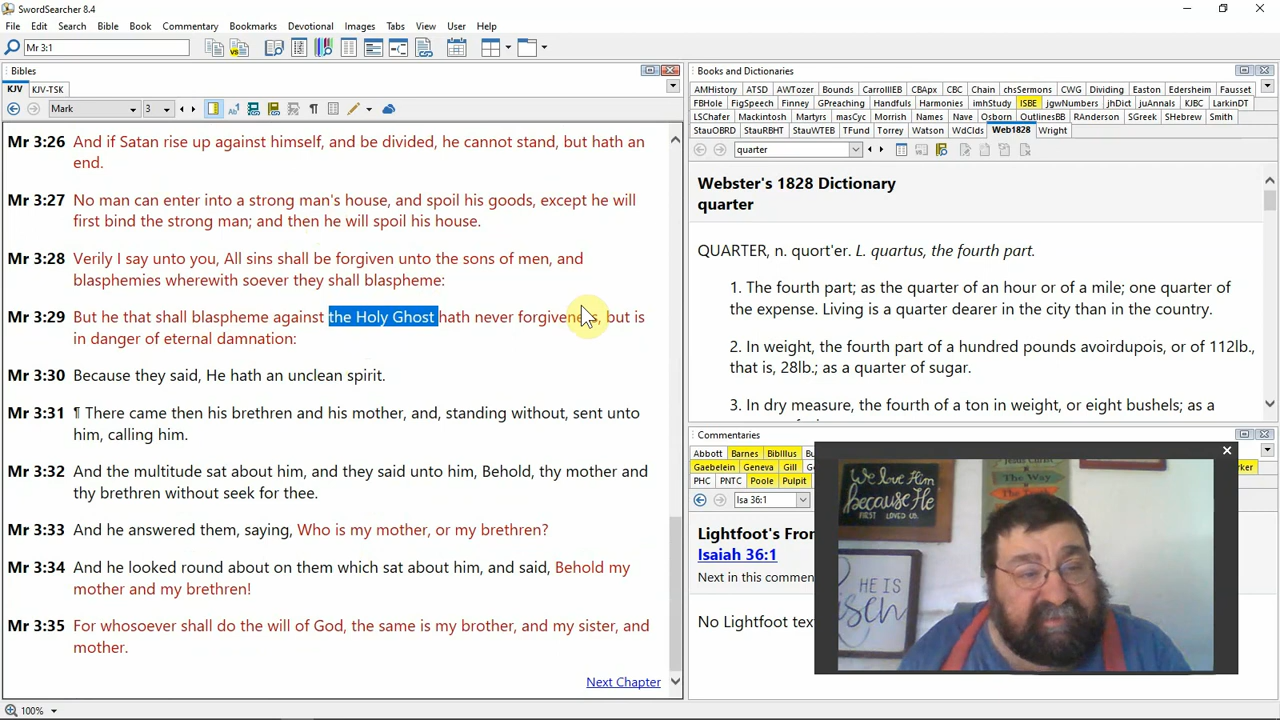 SwordSearcher 8.4
File Edit Search Bible Book Commentary Bookmarks Devotional Images Tabs View User Help
Mr 3:1
Bibles
KJV KJV-TSK
Mark 3
Mr 3:26 And if Satan rise up against himself, and be divided, he cannot stand, but hath an
end.
Mr 3:27 No man can enter into a strong man's house, and spoil his goods, except he will
first bind the strong man; and then he will spoil his house.
Mr 3:28 Verily I say unto you, All sins shall be forgiven unto the sons of men, and
blasphemies wherewith soever they shall blaspheme:
Mr 3:29 But he that shall blaspheme against the Holy Ghost hath never forgiveness, but is
in danger of eternal damnation:
Mr 3:30 Because they said, He hath an unclean spirit.
Mr 3:31 ¶ There came then his brethren and his mother, and, standing without, sent unto
him, calling him.
Mr 3:32 And the multitude sat about him, and they said unto him, Behold, thy mother and
thy brethren without seek for thee.
Mr 3:33 And he answered them, saying, Who is my mother, or my brethren?
Mr 3:34 And he looked round about on them which sat about him, and said, Behold my
mother and my brethren!
Mr 3:35 For whosoever shall do the will of God, the same is my brother, and my sister, and
mother.
Next Chapter
100%
Books and Dictionaries
AMHistory ATSD AWTozer Bounds CarollIEB CBApx Chain chsSermons CWG Dividing Easton Edersheim Fausset
FBHole FigSpeech Finney GPreaching Handfuls Harmonies imhStudy ISBE jgwNumbers jhDict juAnnals KJBC LarkinDT
LSChafer Mackintosh Martyrs masCyc Morrish Names Nave Osborn OutlinesBB RAnderson SGreek SHebrew Smith
StauOBRD StauRBHT StauWTEB TFund Torrey Watson WdClds Web1828 Wright
quarter
Webster's 1828 Dictionary
quarter
QUARTER, n. quort'er. L. quartus, the fourth part.
1. The fourth part; as the quarter of an hour or of a mile; one quarter of
the expense. Living is a quarter dearer in the city than in the country.
2. In weight, the fourth part of a hundred pounds avoirdupois, or of 112lb.,
that is, 28lb.; as a quarter of sugar.
3. In dry measure, the fourth of a ton in weight, or eight bushels; as a
Commentaries
Abbott Barnes BibIllus Bu
Gaebelein Geneva Gill
PHC PNTC Poole Pulpit
Isa 36:1
Lightfoot's Fro
Isaiah 36:1
Next in this commen
No Lightfoot tex
we love Him
because He
FIRST LOVED US.
HE IS
Risen
Jesus Christ
The Way